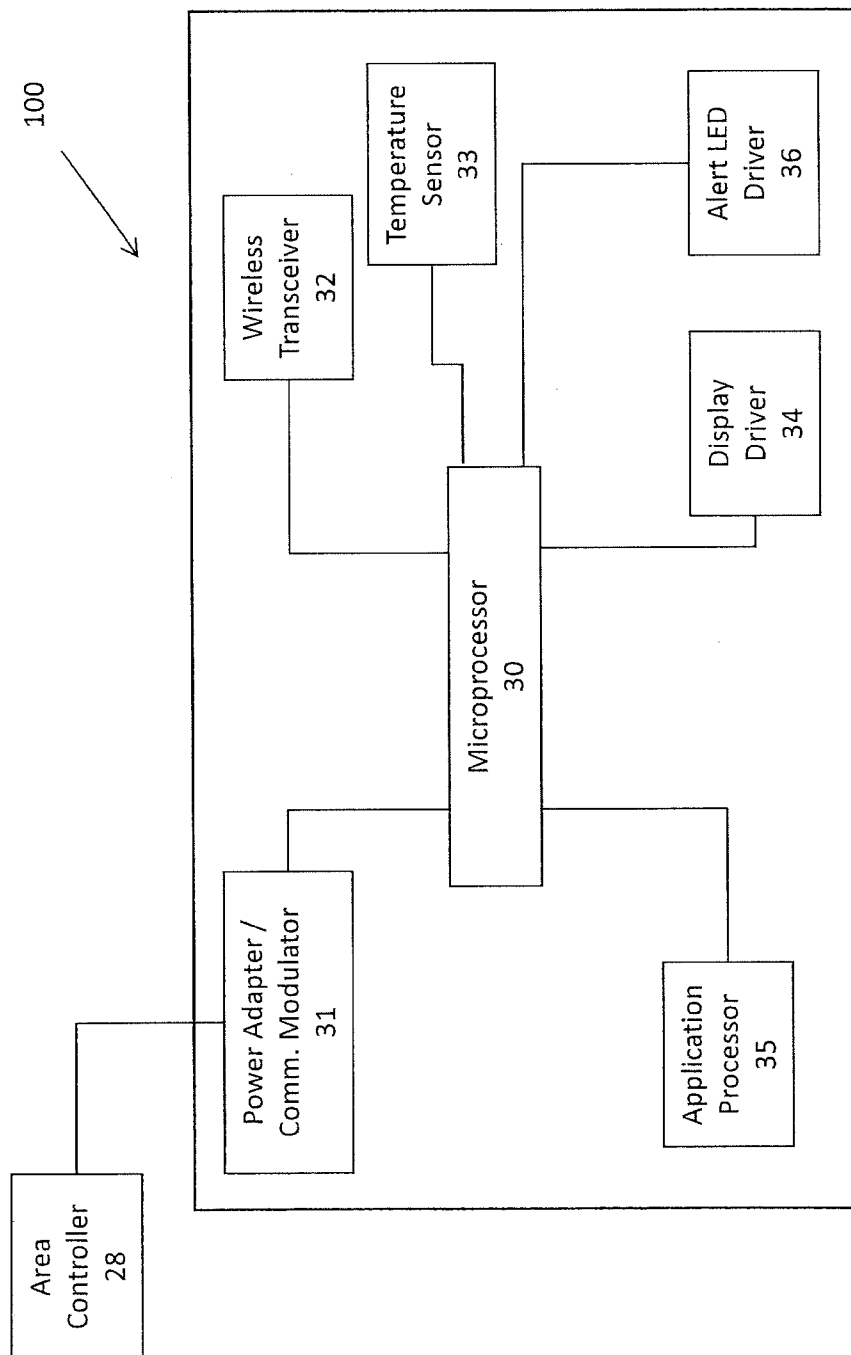 100
Area
Controller
28
Power Adapter /
Comm. Modulator
31
Wireless
Transceiver
32
Temperature
Sensor
33
Microprocessor
30
Application
Processor
35
Display
Driver
34
Alert LED
Driver
36